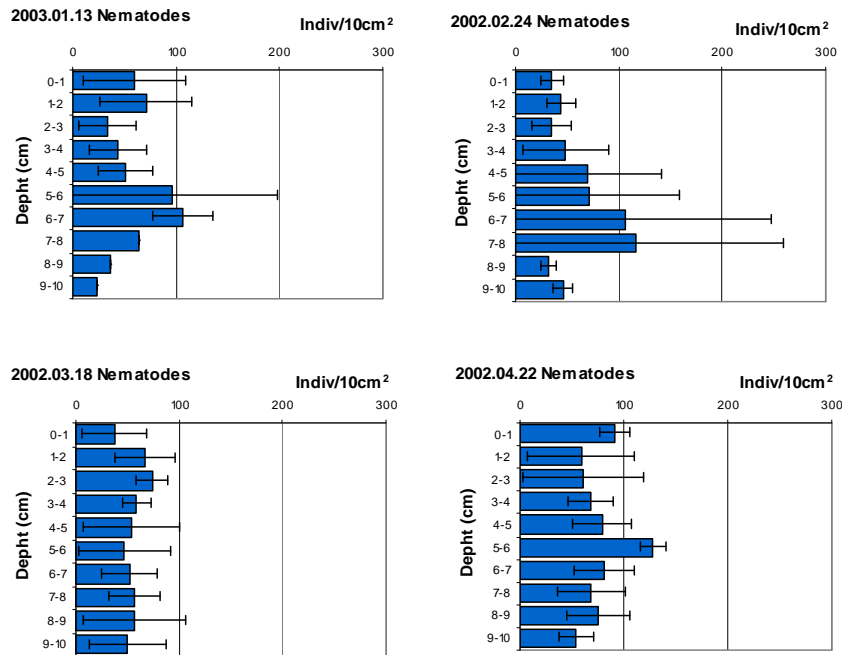 2003.01.13 Nematodes
Indiv/10cm²
0 100 200 300
Depht (cm)
0-1
1-2
2-3
3-4
4-5
5-6
6-7
7-8
8-9
9-10
2002.02.24 Nematodes
Indiv/10cm²
0 100 200 300
Depht (cm)
0-1
1-2
2-3
3-4
4-5
5-6
6-7
7-8
8-9
9-10
2002.03.18 Nematodes
Indiv/10cm²
0 100 200 300
Depht (cm)
0-1
1-2
2-3
3-4
4-5
5-6
6-7
7-8
8-9
9-10
2002.04.22 Nematodes
Indiv/10cm²
0 100 200 300
Depht (cm)
0-1
1-2
2-3
3-4
4-5
5-6
6-7
7-8
8-9
9-10